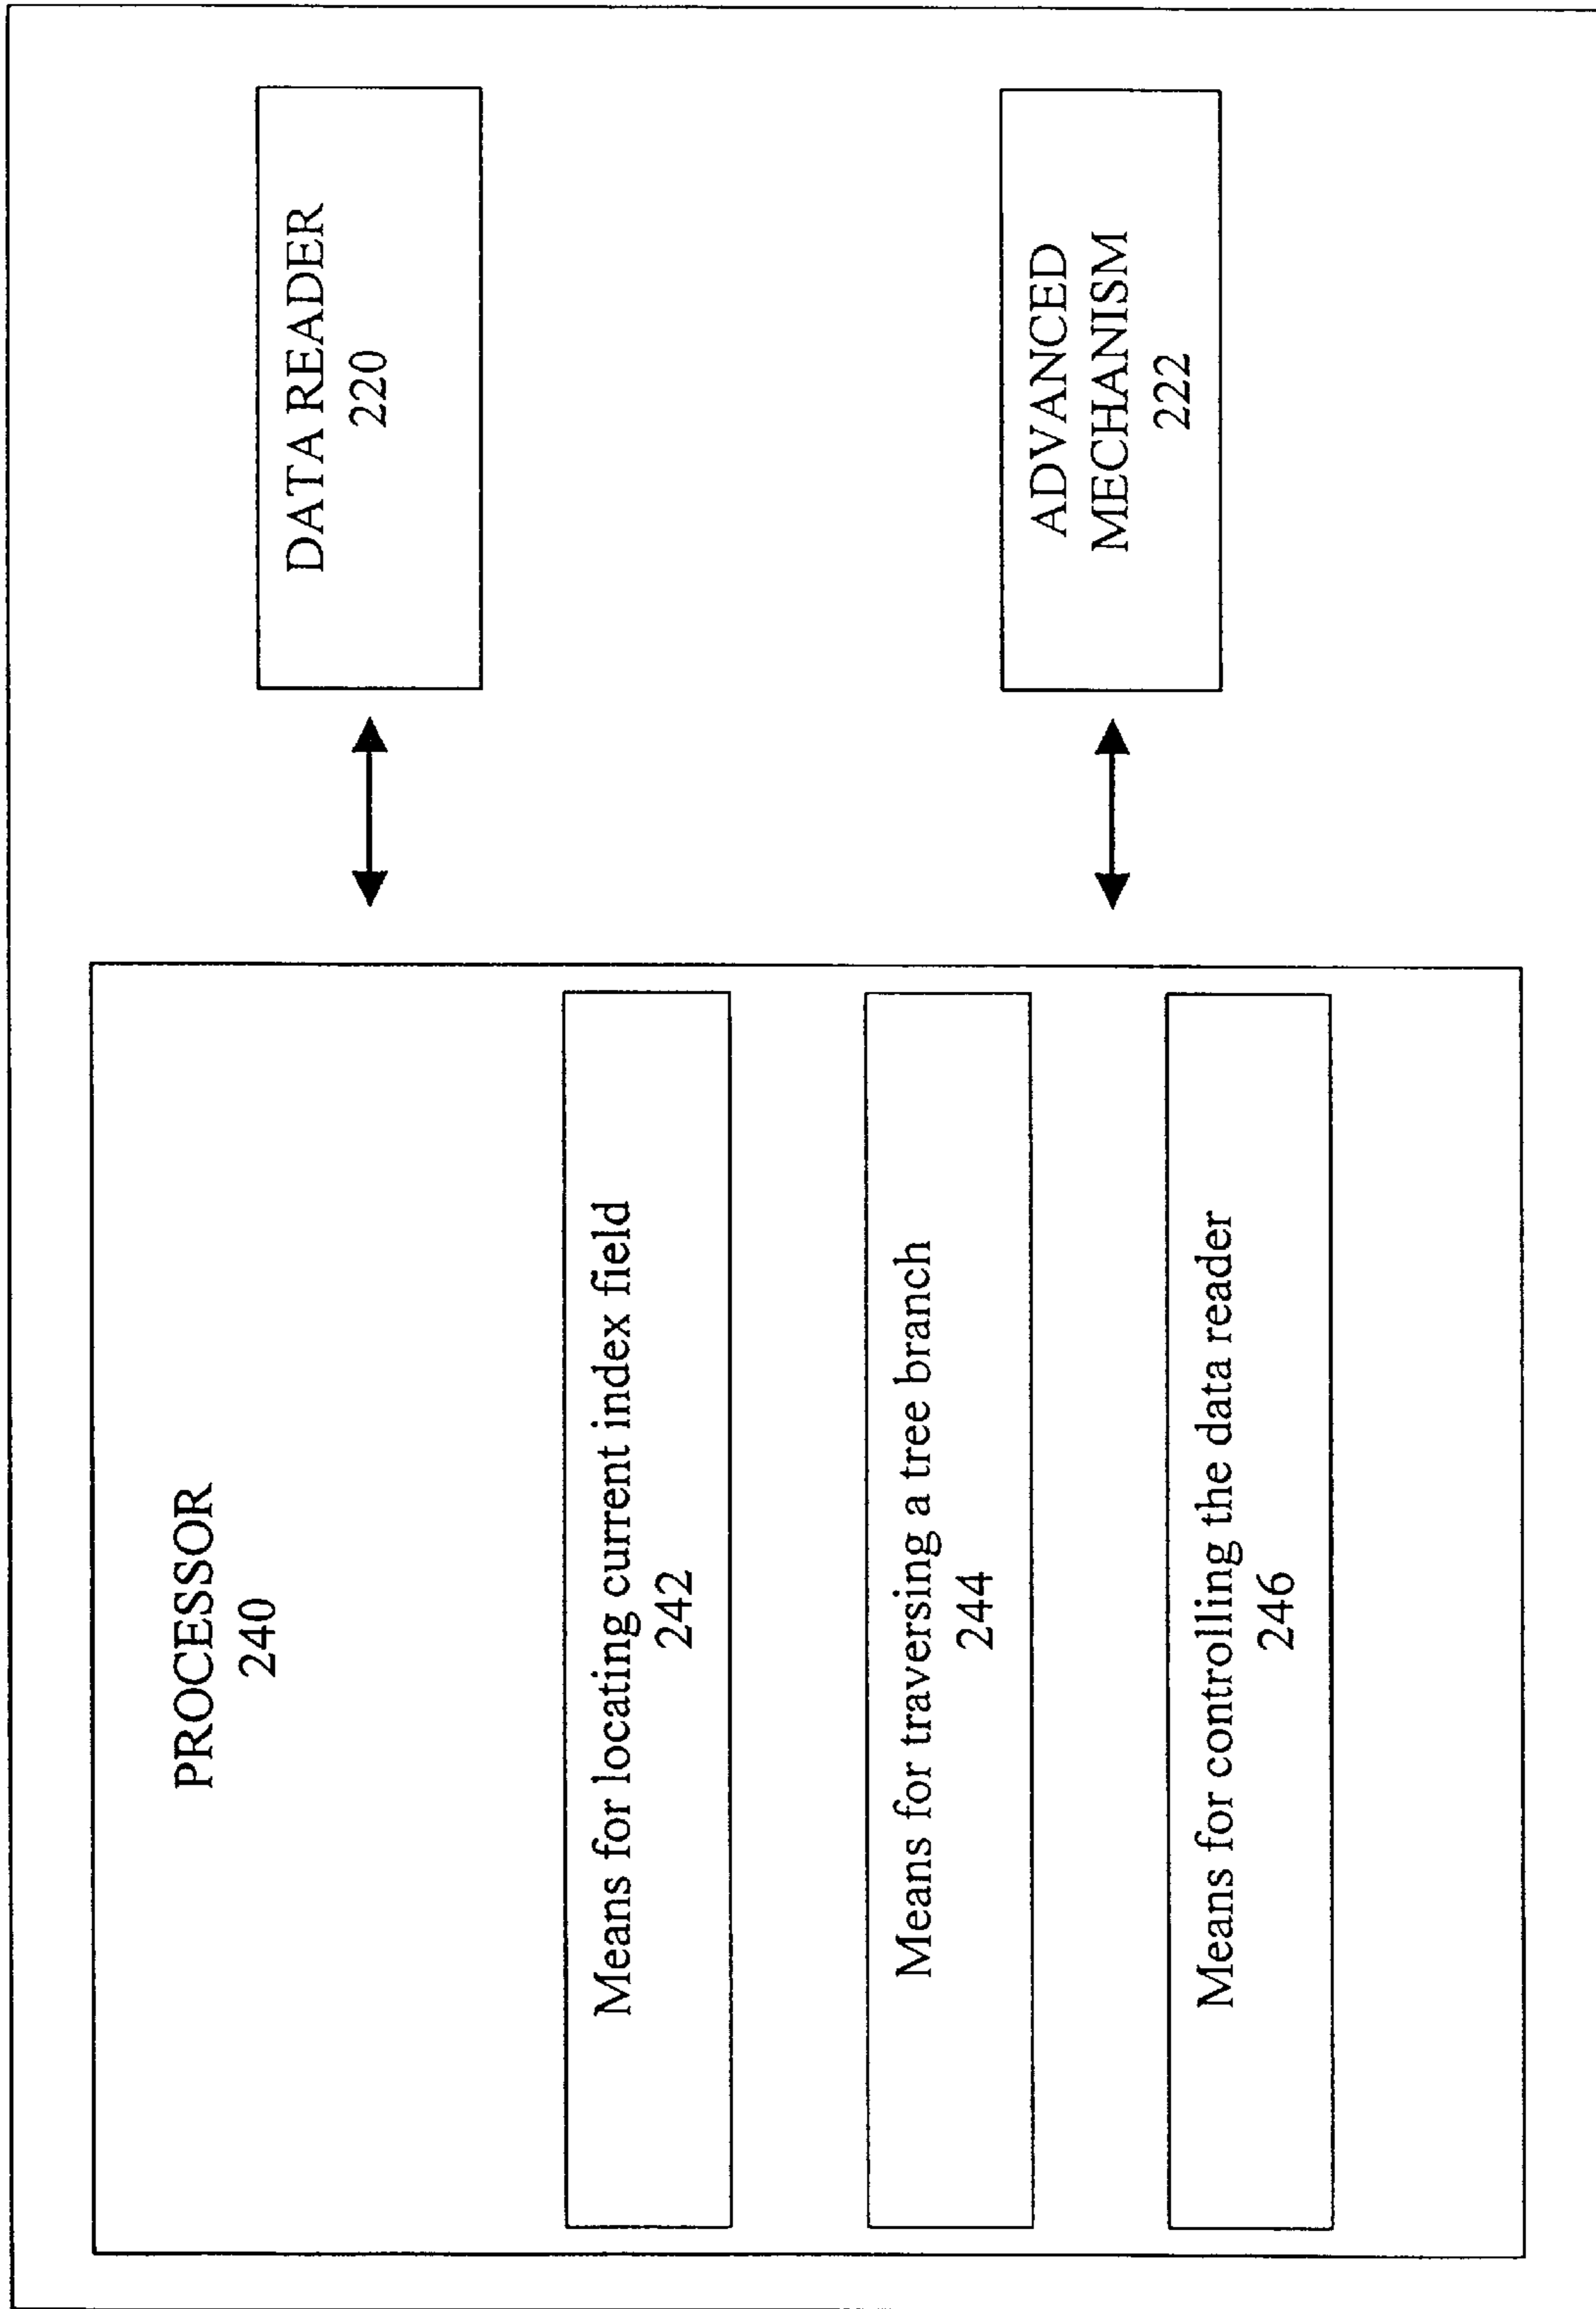 PROCESSOR
240
Means for locating current index field
242
Means for traversing a tree branch
244
Means for controlling the data reader
246
DATA READER
220
ADVANCED
MECHANISM
222